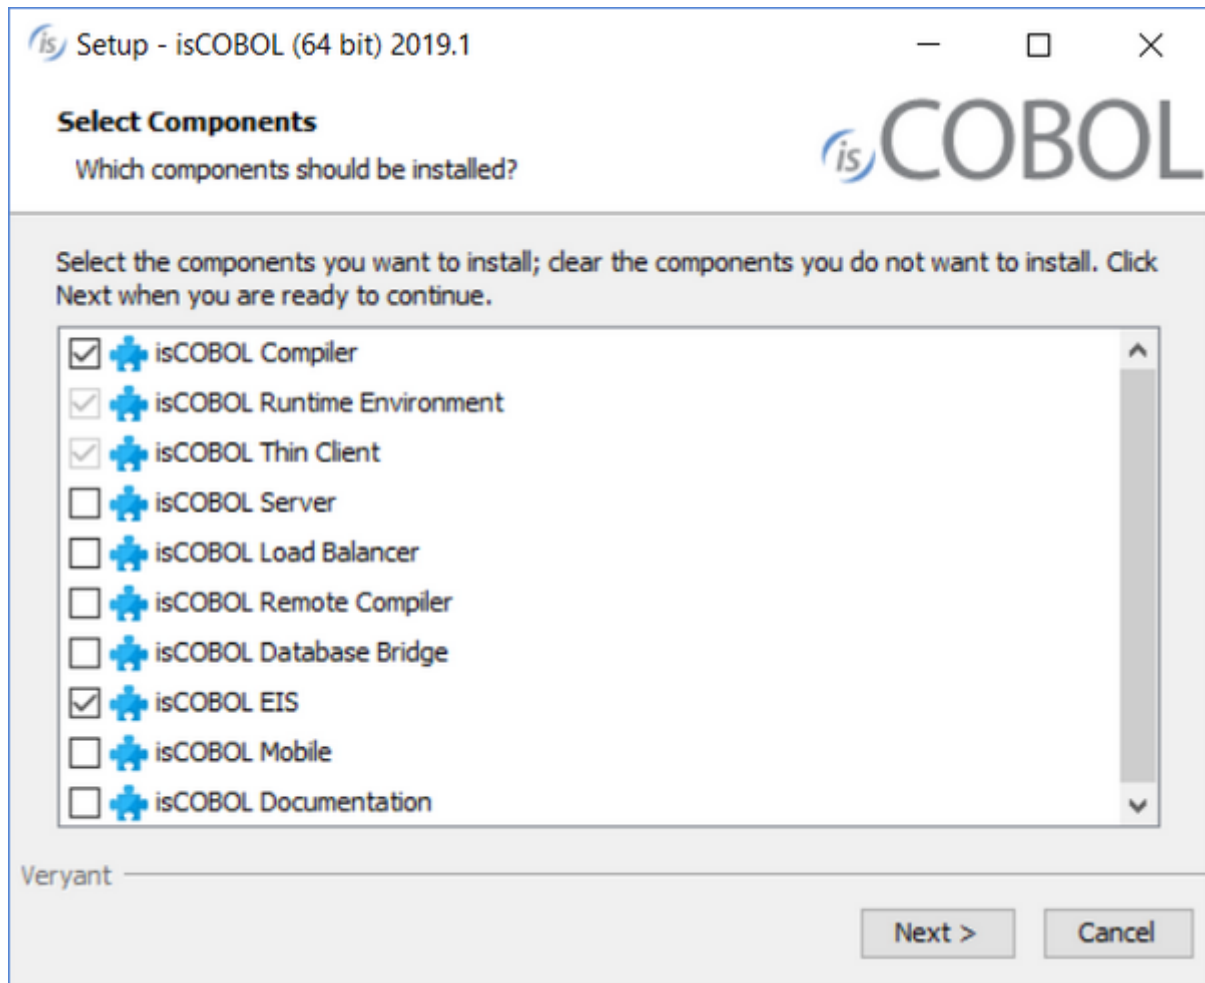 is Setup - isCOBOL (64 bit) 2019.1
Select Components
Which components should be installed?
isCOBOL
Select the components you want to install; clear the components you do not want to install. Click
Next when you are ready to continue.
isCOBOL Compiler
isCOBOL Runtime Environment
isCOBOL Thin Client
isCOBOL Server
isCOBOL Load Balancer
isCOBOL Remote Compiler
isCOBOL Database Bridge
isCOBOL EIS
isCOBOL Mobile
isCOBOL Documentation
Veryant
Next >
Cancel